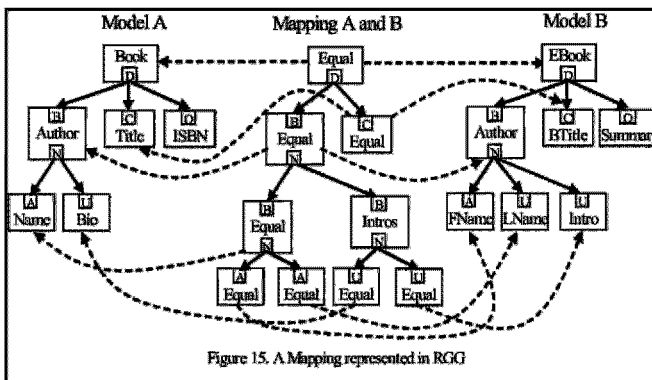 Model A Mapping A and B Model B
Book Equal EBook
D D D
B C O B C B C O
Author Title ISBN Equal Equal Author BTitle Summar
N N N
A U B B A U U
Name Bio Equal Intros FName LName Intro
N N
A A U U
Equal Equal Equal Equal
Figure 15. A Mapping represented in RGG